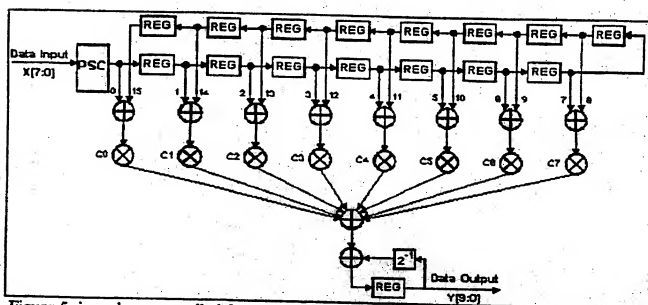 REG REG REG REG REG REG REG REG
Data Input
X[7:0]
PSC
REG REG REG REG REG REG REG
0 15 1 14 2 13 3 12 4 11 5 10 6 9 7 8
C0 C1 C2 C3 C4 C5 C6 C7
2⁻¹
REG
Data Output
Y[9:0]